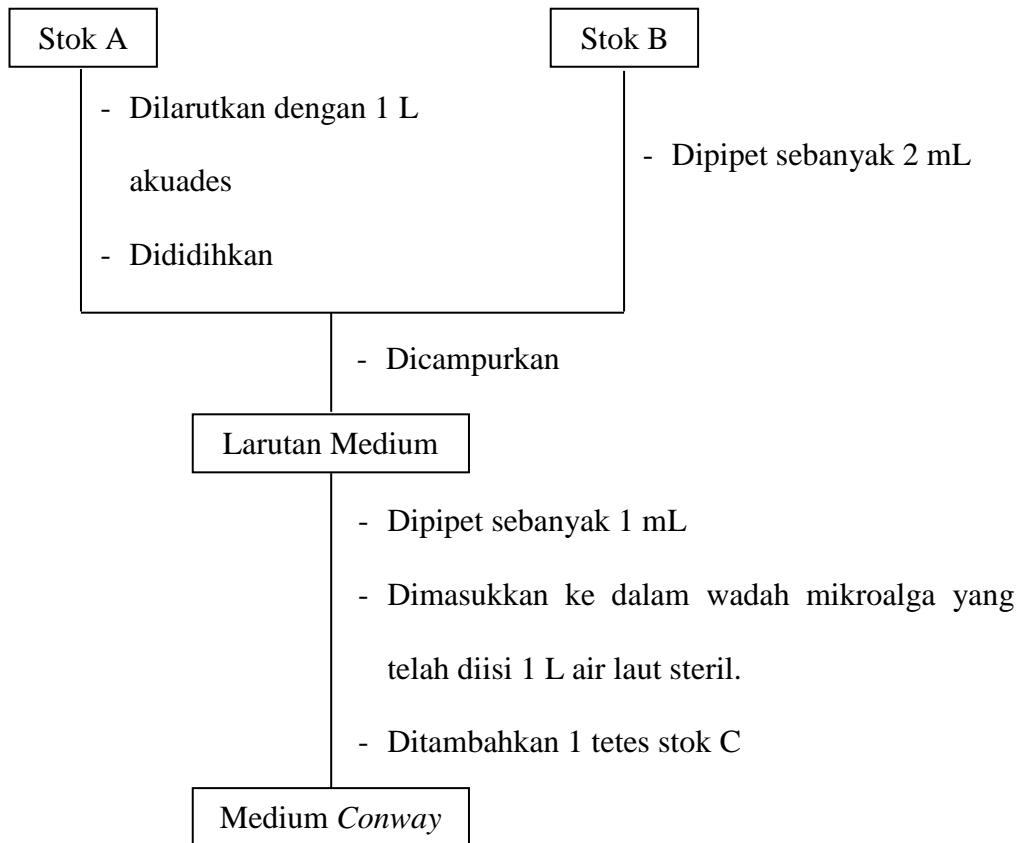 Stok A
Stok B
- Dilarutkan dengan 1 L
akuades
- Dididihkan
- Dipipet sebanyak 2 mL
- Dicampurkan
Larutan Medium
- Dipipet sebanyak 1 mL
- Dimasukkan ke dalam wadah mikroalga yang
telah diisi 1 L air laut steril.
- Ditambahkan 1 tetes stok C
Medium Conway